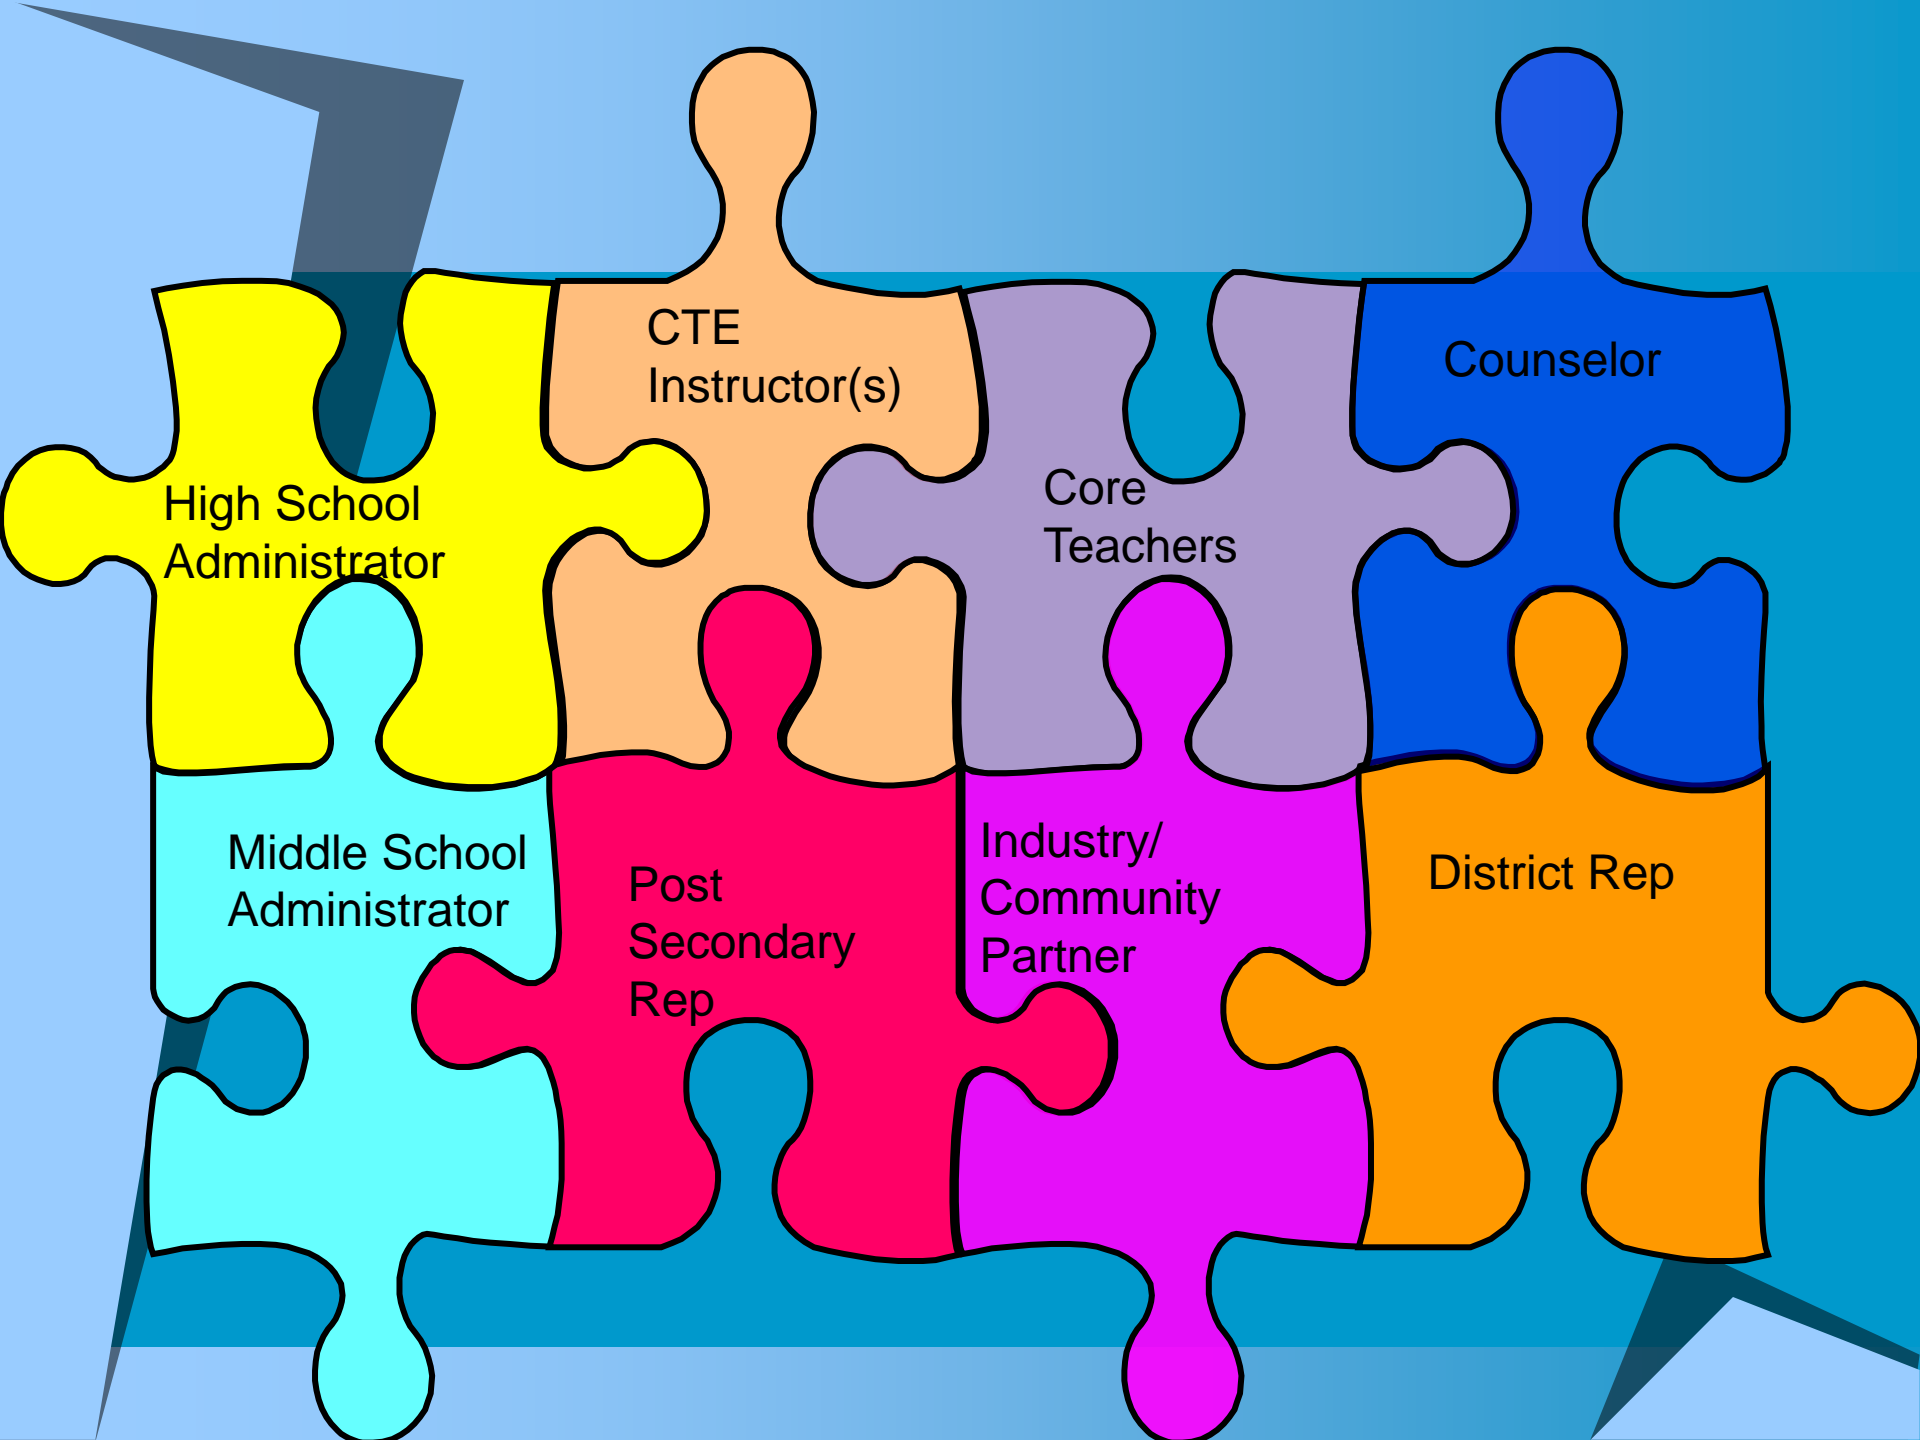 CTE
Instructor(s)
Counselor
High School
Administrator
Core
Teachers
Middle School
Administrator
Post
Secondary
Rep
Industry/
Community
Partner
District Rep